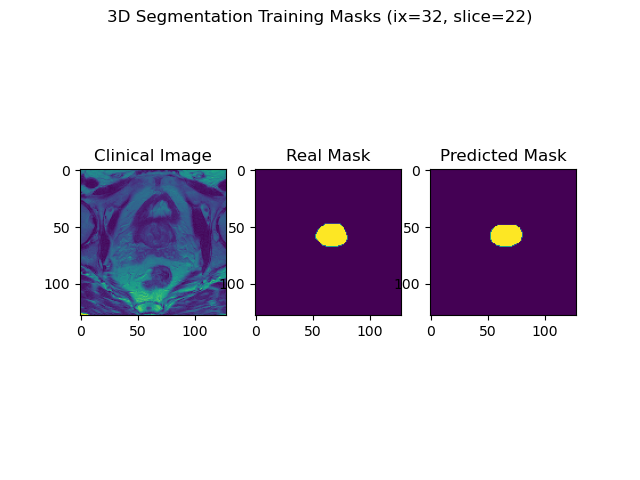 3D Segmentation Training Masks (ix=32, slice=22)
Clinical Image Real Mask Predicted Mask
0 0 0
50 50 50
100 100 100
0 50 100 0 50 100 0 50 100